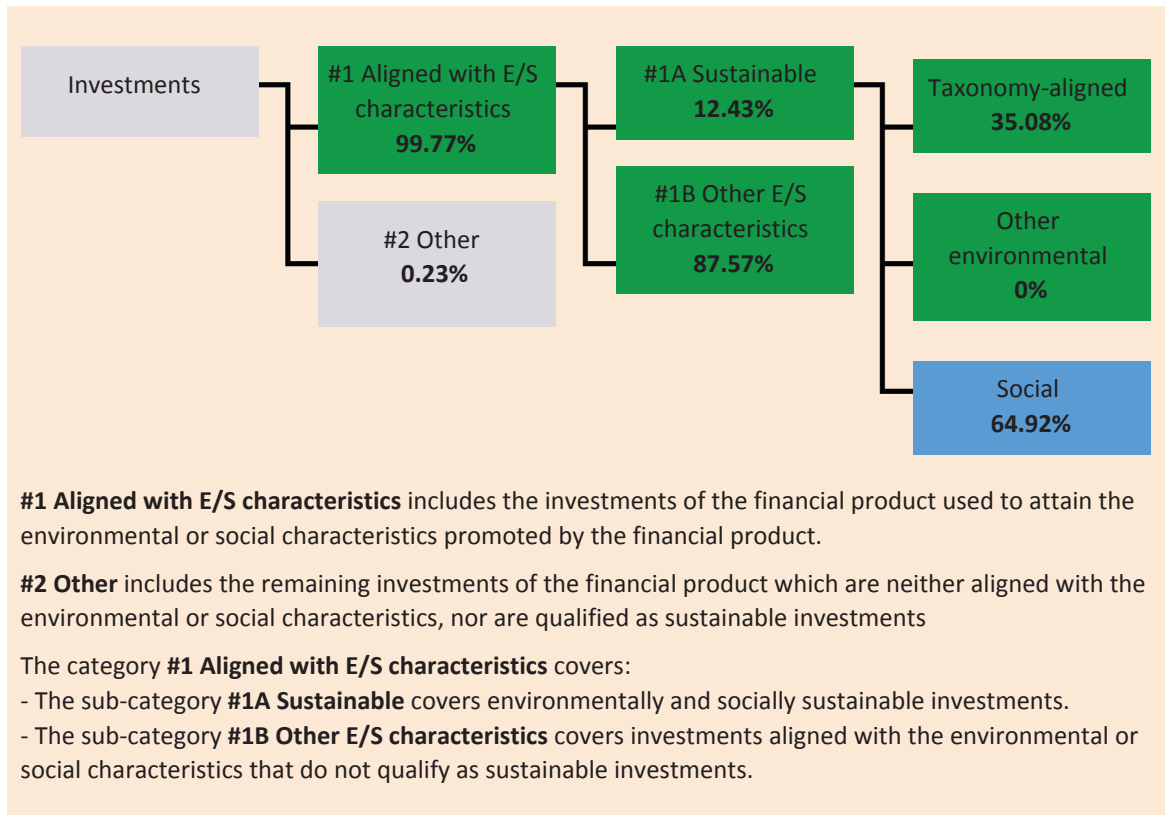 Investments
#1 Aligned with E/S
characteristics
99.77%
#2 Other
0.23%
#1A Sustainable
12.43%
#1B Other E/S
characteristics
87.57%
Taxonomy-aligned
35.08%
Other
environmental
0%
Social
64.92%
#1 Aligned with E/S characteristics includes the investments of the financial product used to attain the
environmental or social characteristics promoted by the financial product.
#2 Other includes the remaining investments of the financial product which are neither aligned with the
environmental or social characteristics, nor are qualified as sustainable investments
The category #1 Aligned with E/S characteristics covers:
- The sub-category #1A Sustainable covers environmentally and socially sustainable investments.
- The sub-category #1B Other E/S characteristics covers investments aligned with the environmental or
social characteristics that do not qualify as sustainable investments.